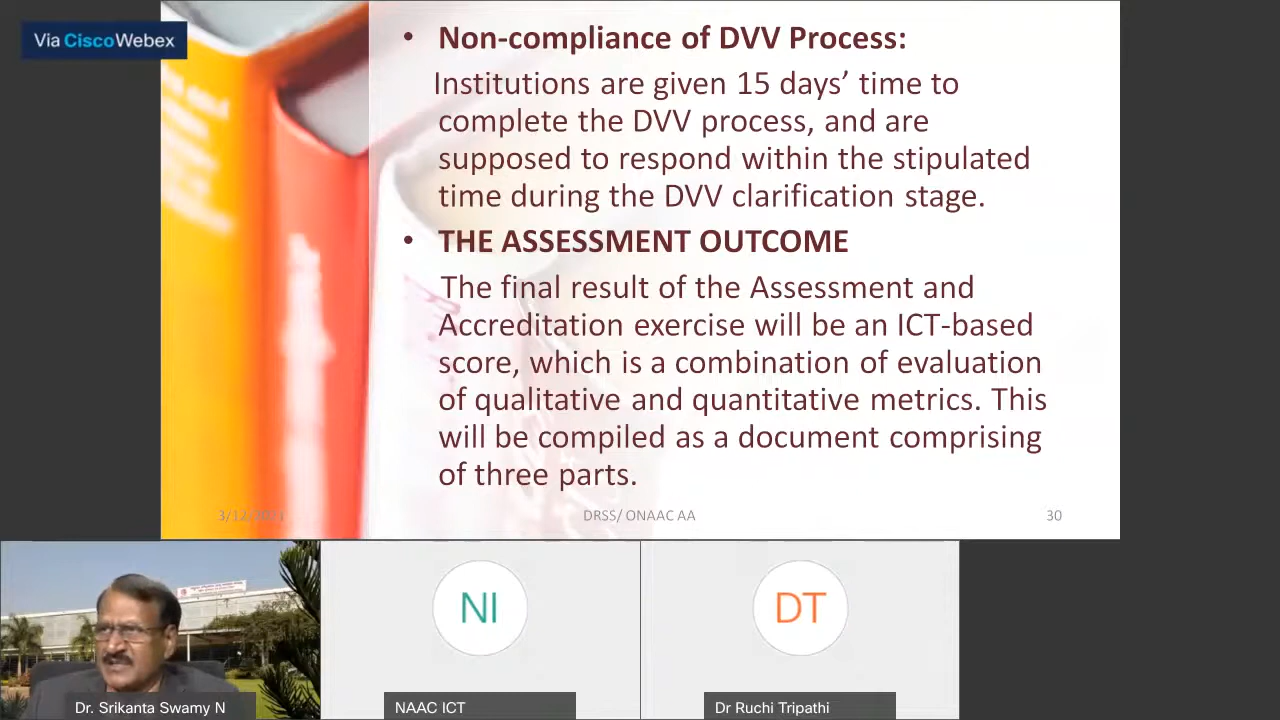 Via CiscoWebex
• Non-compliance of DVV Process:
Institutions are given 15 days’ time to
complete the DVV process, and are
supposed to respond within the stipulated
time during the DVV clarification stage.
• THE ASSESSMENT OUTCOME
The final result of the Assessment and
Accreditation exercise will be an ICT-based
score, which is a combination of evaluation
of qualitative and quantitative metrics. This
will be compiled as a document comprising
of three parts.
DRSS/ ONAAC AA
30
NI
DT
Dr. Srikanta Swamy N
NAAC ICT
Dr Ruchi Tripathi